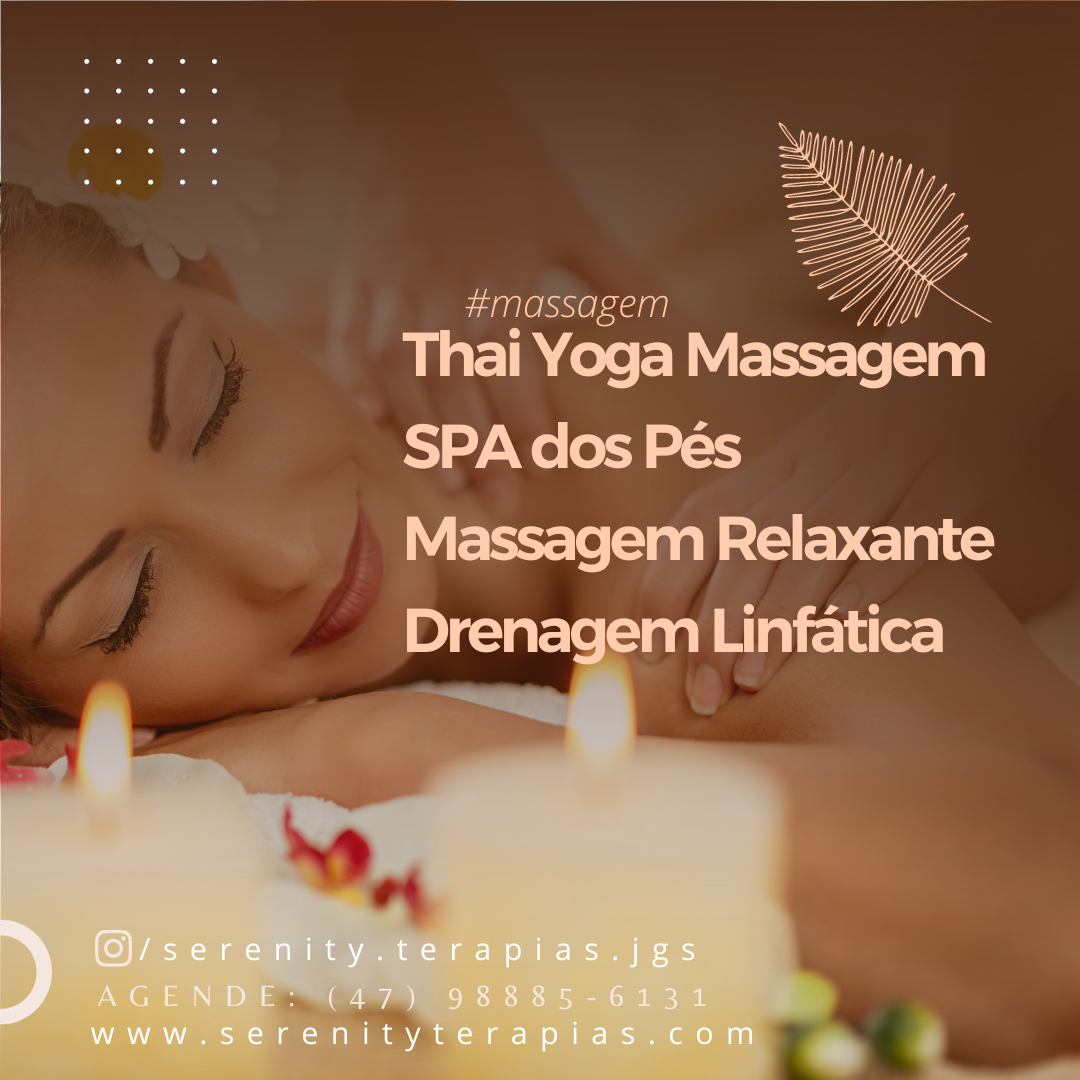 #massagem
Thai Yoga Massagem
SPA dos Pés
Massagem Relaxante
Drenagem Linfática
/serenity.terapias.jgs
AGENDE: (47) 98885-6131
www.serenityterapias.com